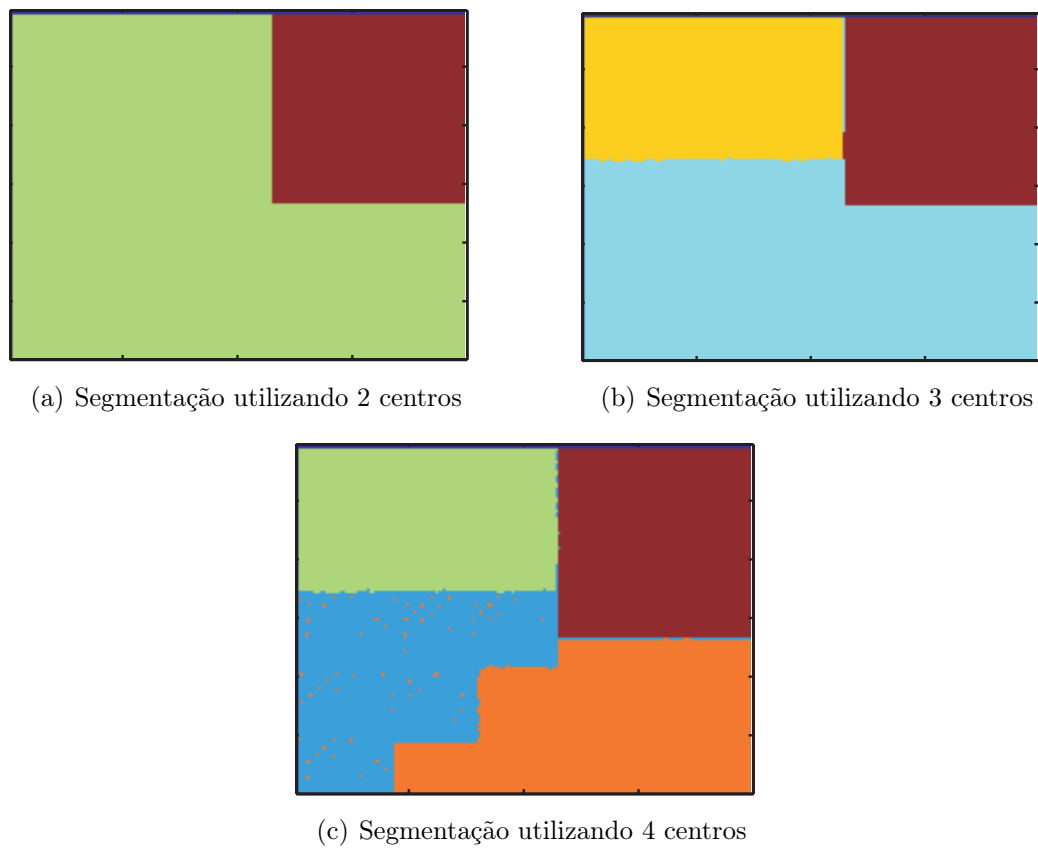 (a) Segmentação utilizando 2 centros
(b) Segmentação utilizando 3 centros
(c) Segmentação utilizando 4 centros